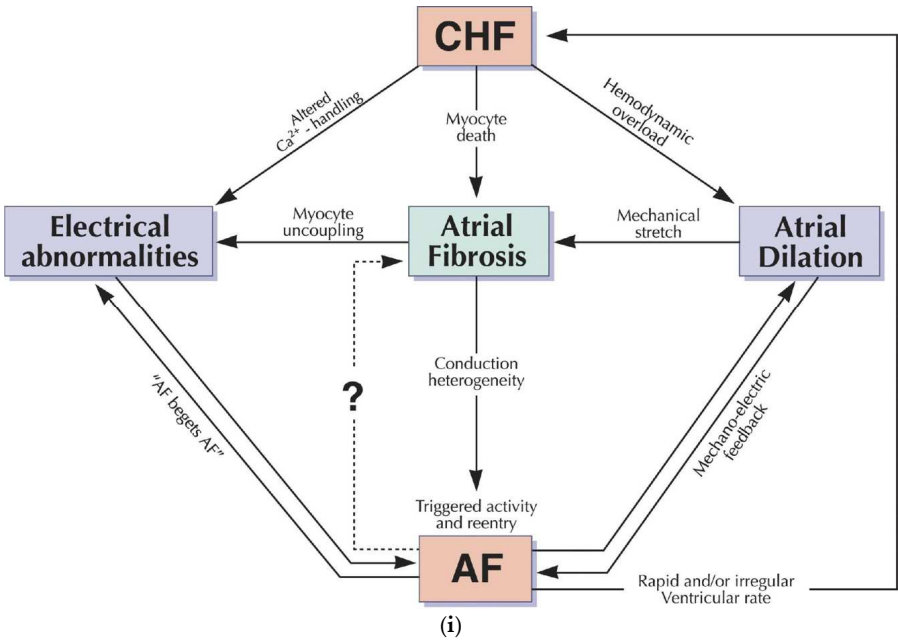 CHF
Altered
Ca2+ - handling
Myocyte
death
Hemodynamic
overload
Electrical
abnormalities
Myocyte
uncoupling
Atrial
Fibrosis
Mechanical
stretch
Atrial
Dilation
Conduction
heterogeneity
?
"AF begets AF"
Mechano-electric
feedback
Triggered activity
and reentry
AF
Rapid and/or irregular
Ventricular rate
(i)